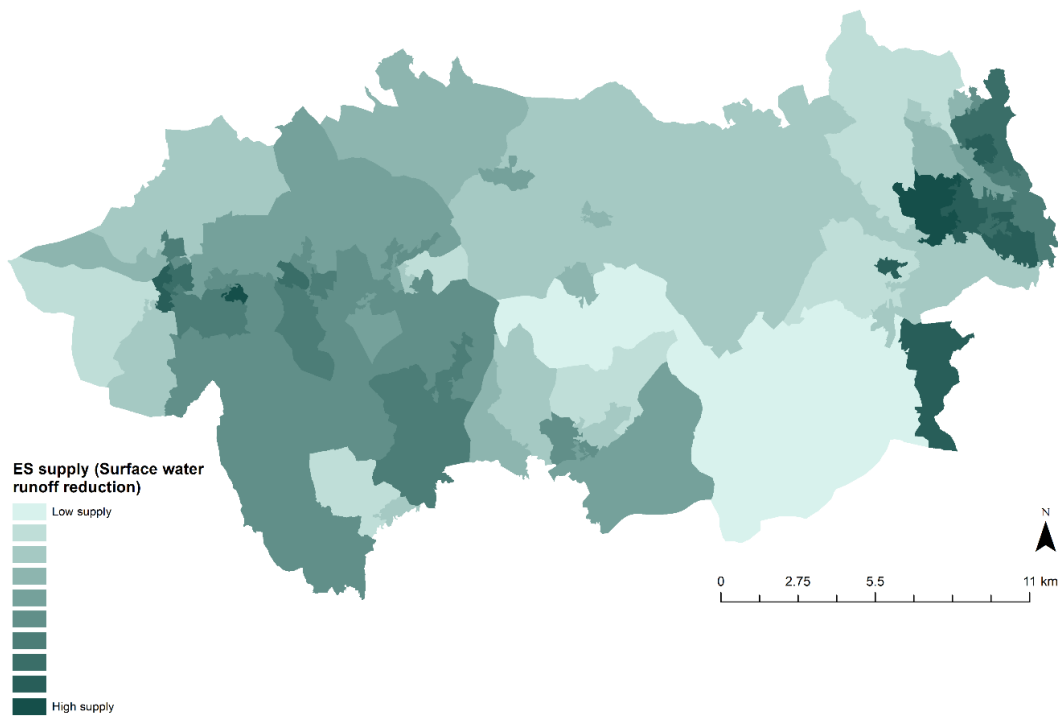 ES supply (Surface water
runoff reduction)
Low supply
High supply
N
0 2.75 5.5 11 km